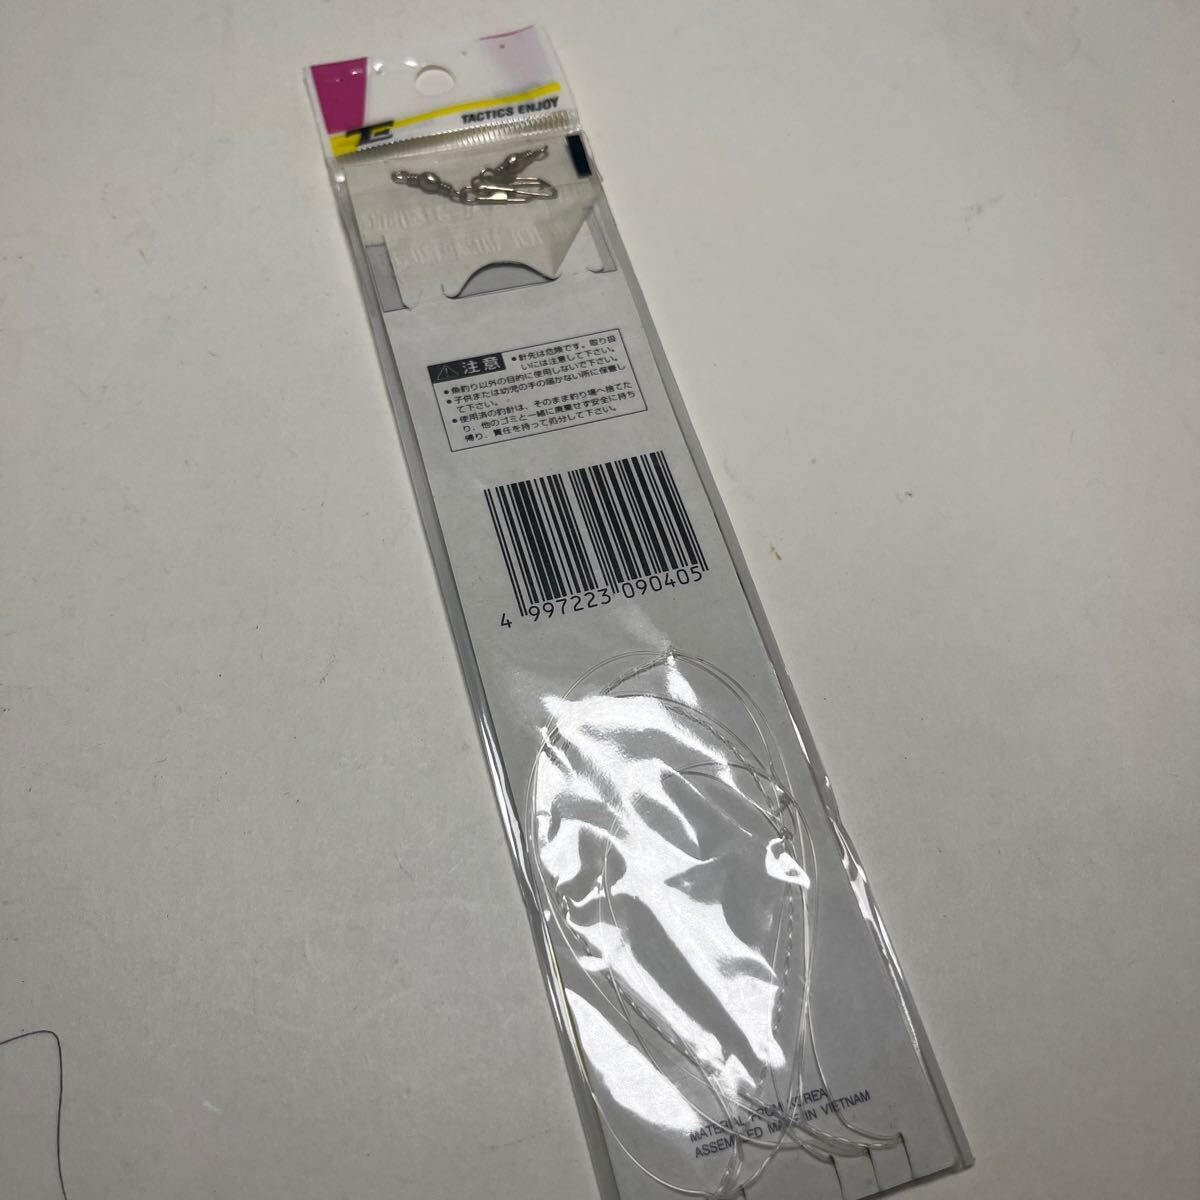 TACTICS ENJOY
注意
●針先は危険です。取り扱
いには注意して下さい。
●魚釣り以外の目的に使用しないで下さい。
●子供または幼児の手の届かない所に保管し
て下さい。
●使用済の釣針は、そのまま釣り場へ捨てた
り、他のゴミと一緒に廃棄せず安全に持ち
帰り、責任を持って処分して下さい。
4 997223 090405
MATERIAL FROM KOREA
ASSEMBLED MADE IN VIETNAM